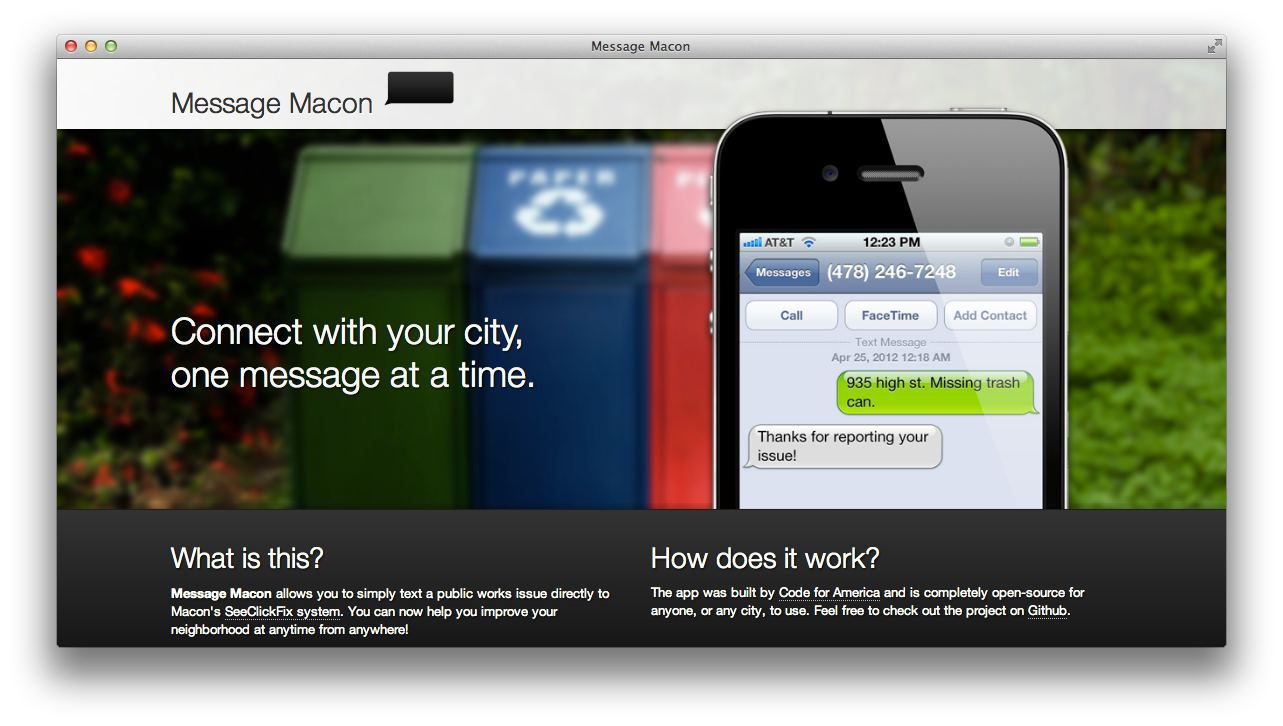 Message Macon
Message Macon
PAPER
AT&T 12:23 PM
Messages (478) 246-7248 Edit
Call FaceTime Add Contact
Text Message
Apr 25, 2012 12:18 AM
935 high st. Missing trash
can.
Thanks for reporting your
issue!
Connect with your city,
one message at a time.
What is this?
Message Macon allows you to simply text a public works issue directly to
Macon's SeeClickFix system. You can now help you improve your
neighborhood at anytime from anywhere!
How does it work?
The app was built by Code for America and is completely open-source for
anyone, or any city, to use. Feel free to check out the project on Github.